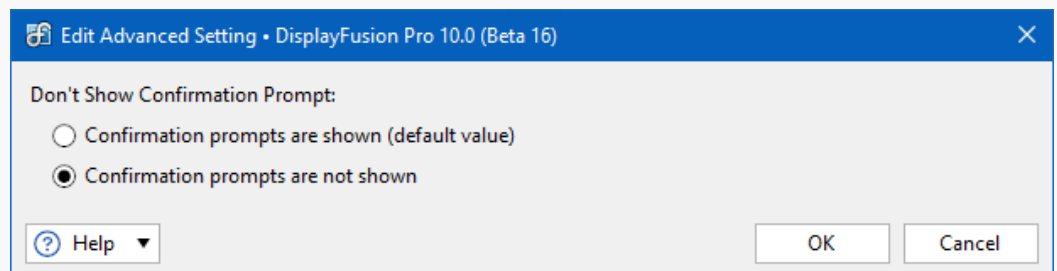 Edit Advanced Setting • DisplayFusion Pro 10.0 (Beta 16)
Don't Show Confirmation Prompt:
Confirmation prompts are shown (default value)
Confirmation prompts are not shown
? Help OK Cancel